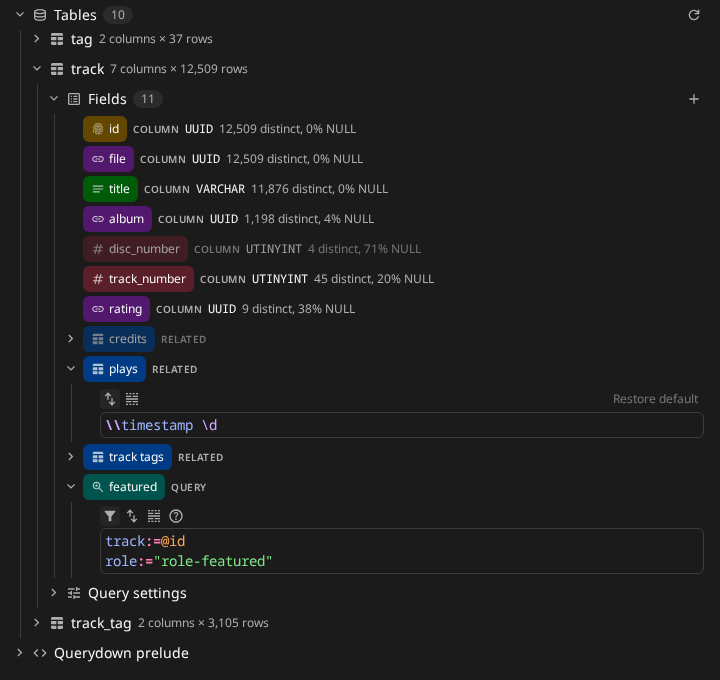 Tables 10
tag 2 columns × 37 rows
track 7 columns × 12,509 rows
Fields 11
id COLUMN UUID 12,509 distinct, 0% NULL
file COLUMN UUID 12,509 distinct, 0% NULL
title COLUMN VARCHAR 11,876 distinct, 0% NULL
album COLUMN UUID 1,198 distinct, 4% NULL
disc_number COLUMN UTINYINT 4 distinct, 71% NULL
track_number COLUMN UTINYINT 45 distinct, 20% NULL
rating COLUMN UUID 9 distinct, 38% NULL
credits RELATED
plays RELATED
Restore default
\\timestamp \d
track tags RELATED
featured QUERY
track:=@id
role:="role-featured"
Query settings
track_tag 2 columns × 3,105 rows
Querydown prelude